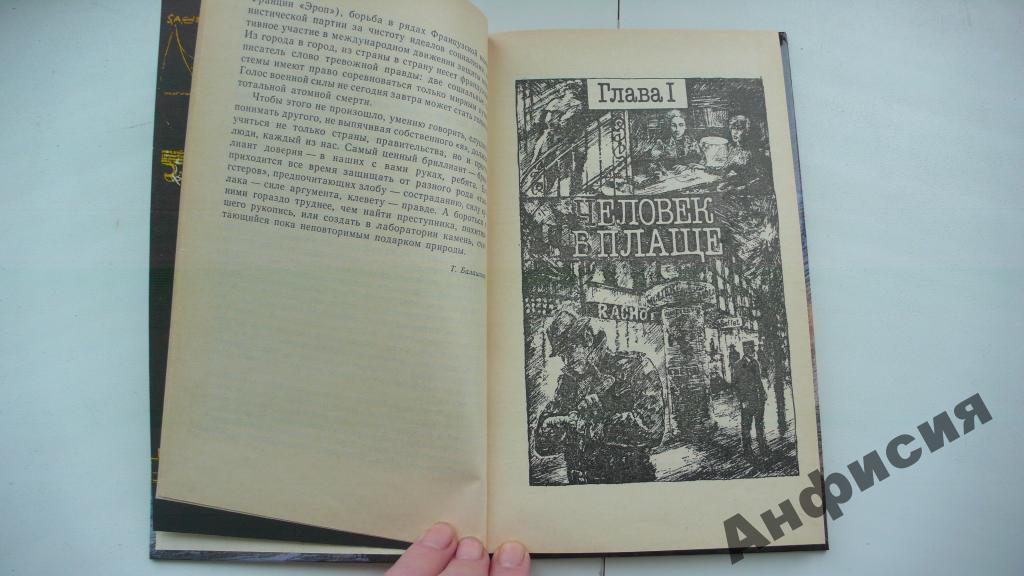 Франции «Эроп»), борьба в рядах Французской
нистической партии за чистоту идеалов социализма,
тивное участие в международном движении
Из города в город, из страны в страну несет
писатель слово тревожной правды: две
стемы имеют право соревноваться только мирным
Голос военной силы не сегодня завтра может стать
тотальной атомной смерти.
Чтобы этого не произошло, умению говорить,
понимать другого, не выпячивая собственного «я»,
учиться не только страны, правительства, но и
люди, каждый из нас. Самый ценный бриллиант —
лиант доверия — в наших с вами руках, ребята.
приходится все время защищать от разного рода
гстеров», предпочитающих злобу — состраданию, силу
лака — силе аргумента, клевету — правде. А бороться
ними гораздо труднее, чем найти преступника,
шего рукопись, или создать в лаборатории камень,
тающийся пока неповторимым подарком природы.
Т.
Глава I
ЧЕЛОВЕК
В ПЛАЩЕ
Анфисия